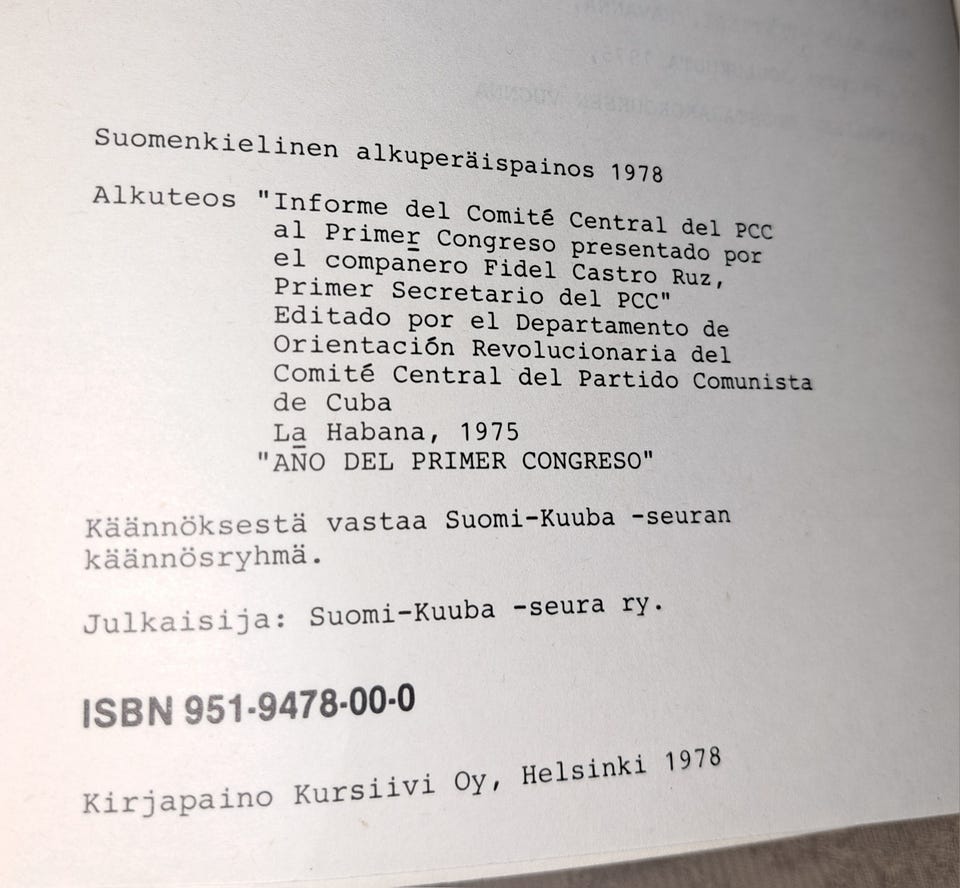 Suomenkielinen alkuperäispainos 1978
Alkuteos "Informe del Comité Central del PCC
al Primer Congreso presentado por
el compañero Fidel Castro Ruz,
Primer Secretario del PCC"
Editado por el Departamento de
Orientación Revolucionaria del
Comité Central del Partido Comunista
de Cuba
La Habana, 1975
"AÑO DEL PRIMER CONGRESO"
Käännöksestä vastaa Suomi-Kuuba -seuran
käännösryhmä.
Julkaisija: Suomi-Kuuba -seura ry.
ISBN 951-9478-00-0
Kirjapaino Kursiivi Oy, Helsinki 1978